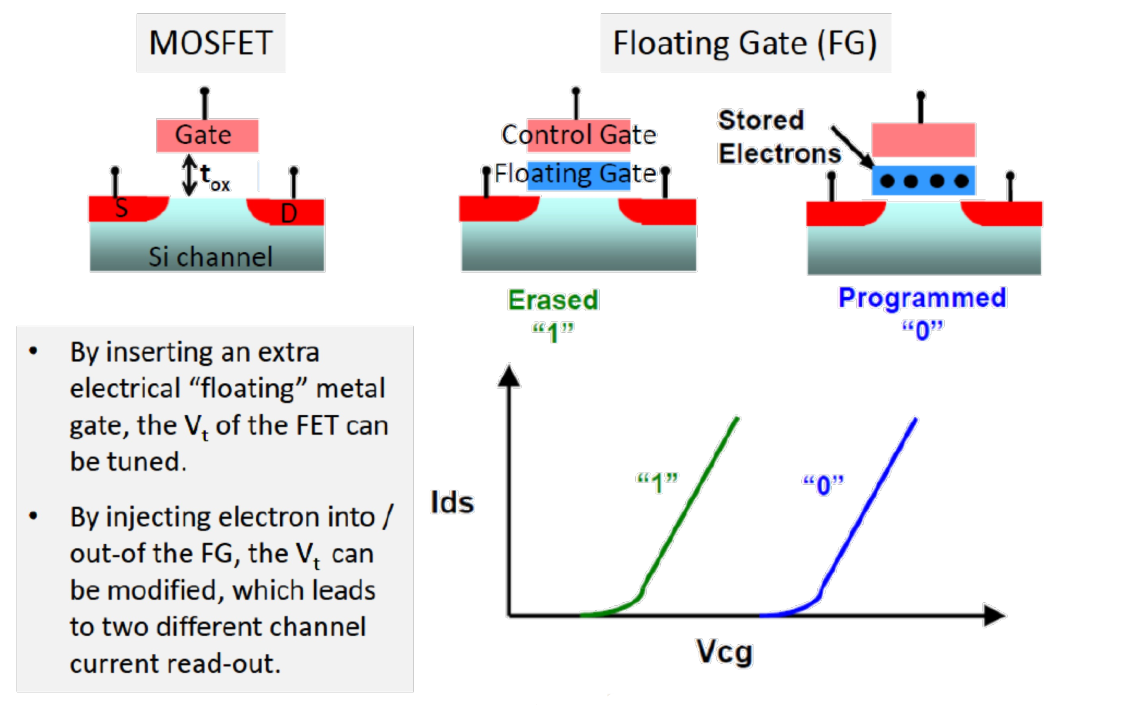 MOSFET
Floating Gate (FG)
Gate
t_ox
S
D
Si channel
Control Gate
Floating Gate
Stored
Electrons
Erased
“1”
Programmed
“0”
• By inserting an extra
electrical “floating” metal
gate, the V_t of the FET can
be tuned.
• By injecting electron into /
out-of the FG, the V_t can
be modified, which leads
to two different channel
current read-out.
Ids
“1”
“0”
Vcg